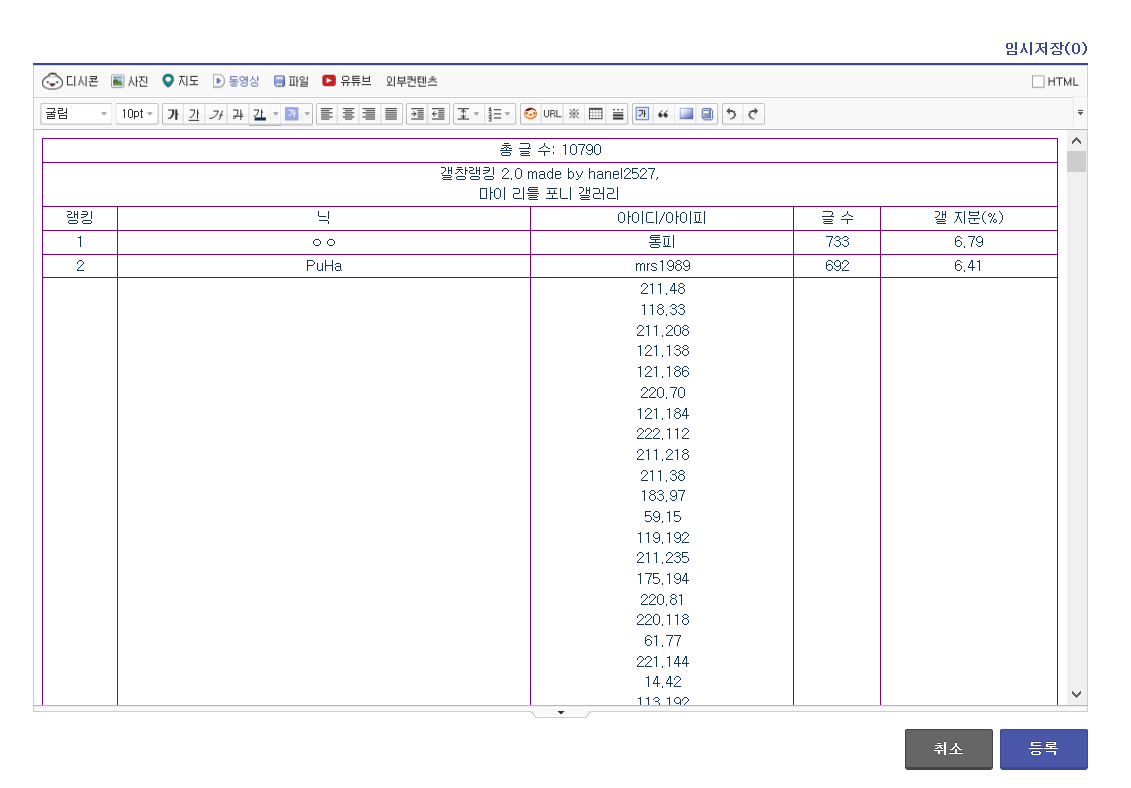 임시저장(0)
디시콘 사진 지도 동영상 파일 유튜브 외부컨텐츠 HTML
굴림 10pt 가 가 가 가 가 가 URL ※ 가
총 글 수: 10790
갤창랭킹 2.0 made by hanel2527,
마이 리틀 포니 갤러리
랭킹 닉 아이디/아이피 글 수 갤 지분(%)
1 ㅇㅇ 통피 733 6.79
2 PuHa mrs1989 692 6.41
211.48
118.33
211.208
121.138
121.186
220.70
121.184
222.112
211.218
211.38
183.97
59.15
119.192
211.235
175.194
220.81
220.118
61.77
221.144
14.42
113.192
취소 등록